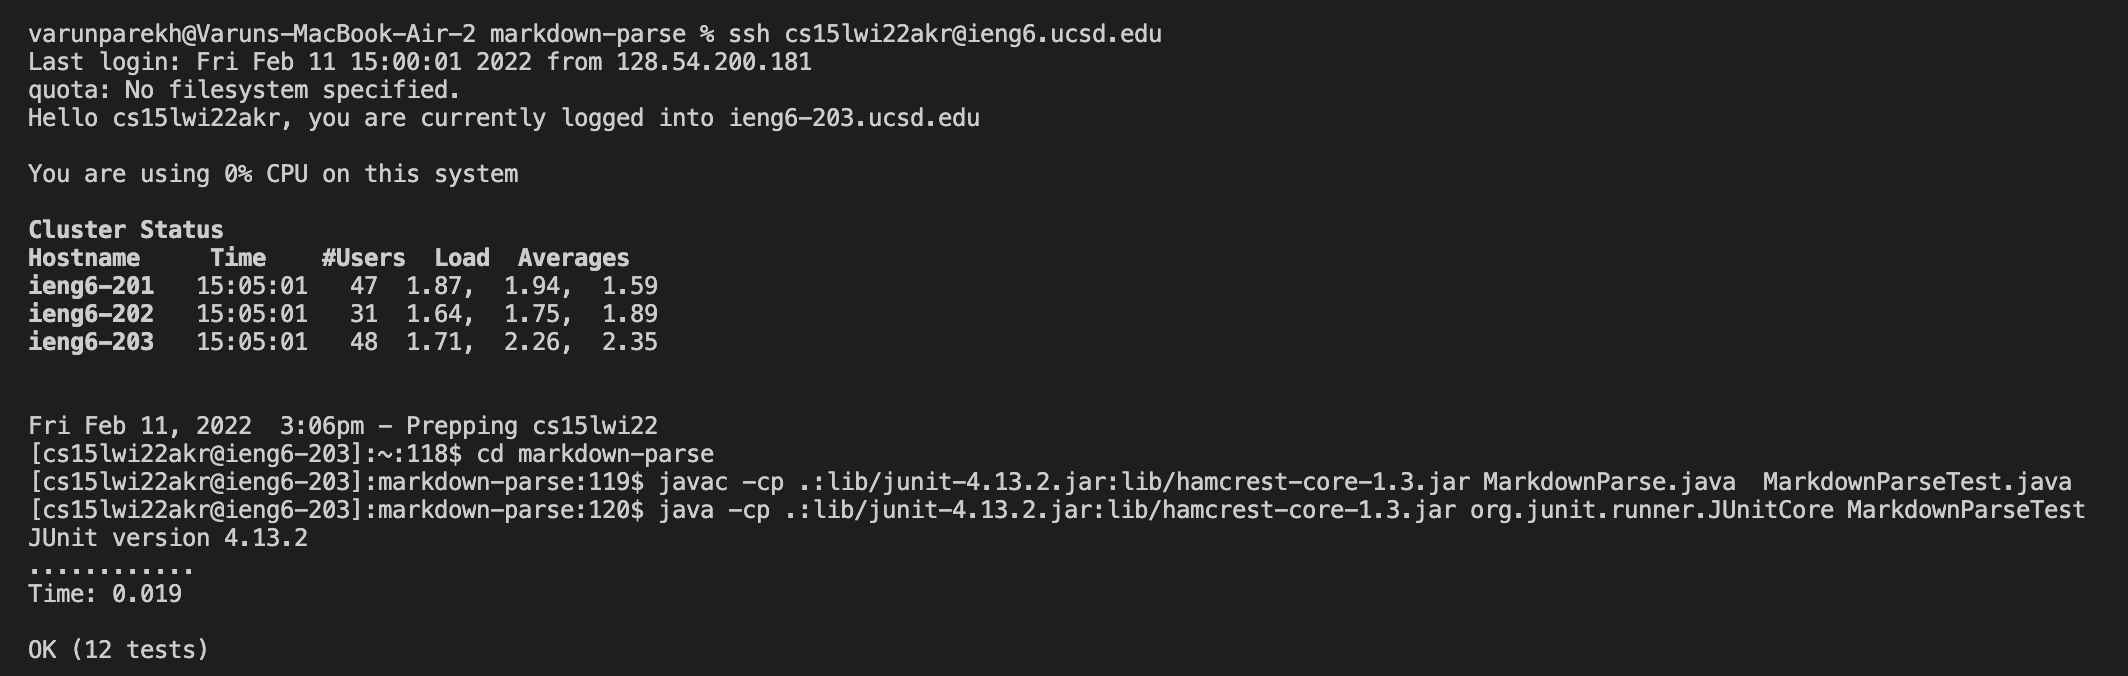 varunparekh@Varuns-MacBook-Air-2 markdown-parse % ssh cs15lwi22akr@ieng6.ucsd.edu
Last login: Fri Feb 11 15:00:01 2022 from 128.54.200.181
quota: No filesystem specified.
Hello cs15lwi22akr, you are currently logged into ieng6-203.ucsd.edu

You are using 0% CPU on this system

Cluster Status
Hostname     Time    #Users  Load  Averages
ieng6-201   15:05:01   47  1.87,  1.94,  1.59
ieng6-202   15:05:01   31  1.64,  1.75,  1.89
ieng6-203   15:05:01   48  1.71,  2.26,  2.35


Fri Feb 11, 2022  3:06pm - Prepping cs15lwi22
[cs15lwi22akr@ieng6-203]:~:118$ cd markdown-parse
[cs15lwi22akr@ieng6-203]:markdown-parse:119$ javac -cp .:lib/junit-4.13.2.jar:lib/hamcrest-core-1.3.jar MarkdownParse.java  MarkdownParseTest.java
[cs15lwi22akr@ieng6-203]:markdown-parse:120$ java -cp .:lib/junit-4.13.2.jar:lib/hamcrest-core-1.3.jar org.junit.runner.JUnitCore MarkdownParseTest
JUnit version 4.13.2
............
Time: 0.019

OK (12 tests)